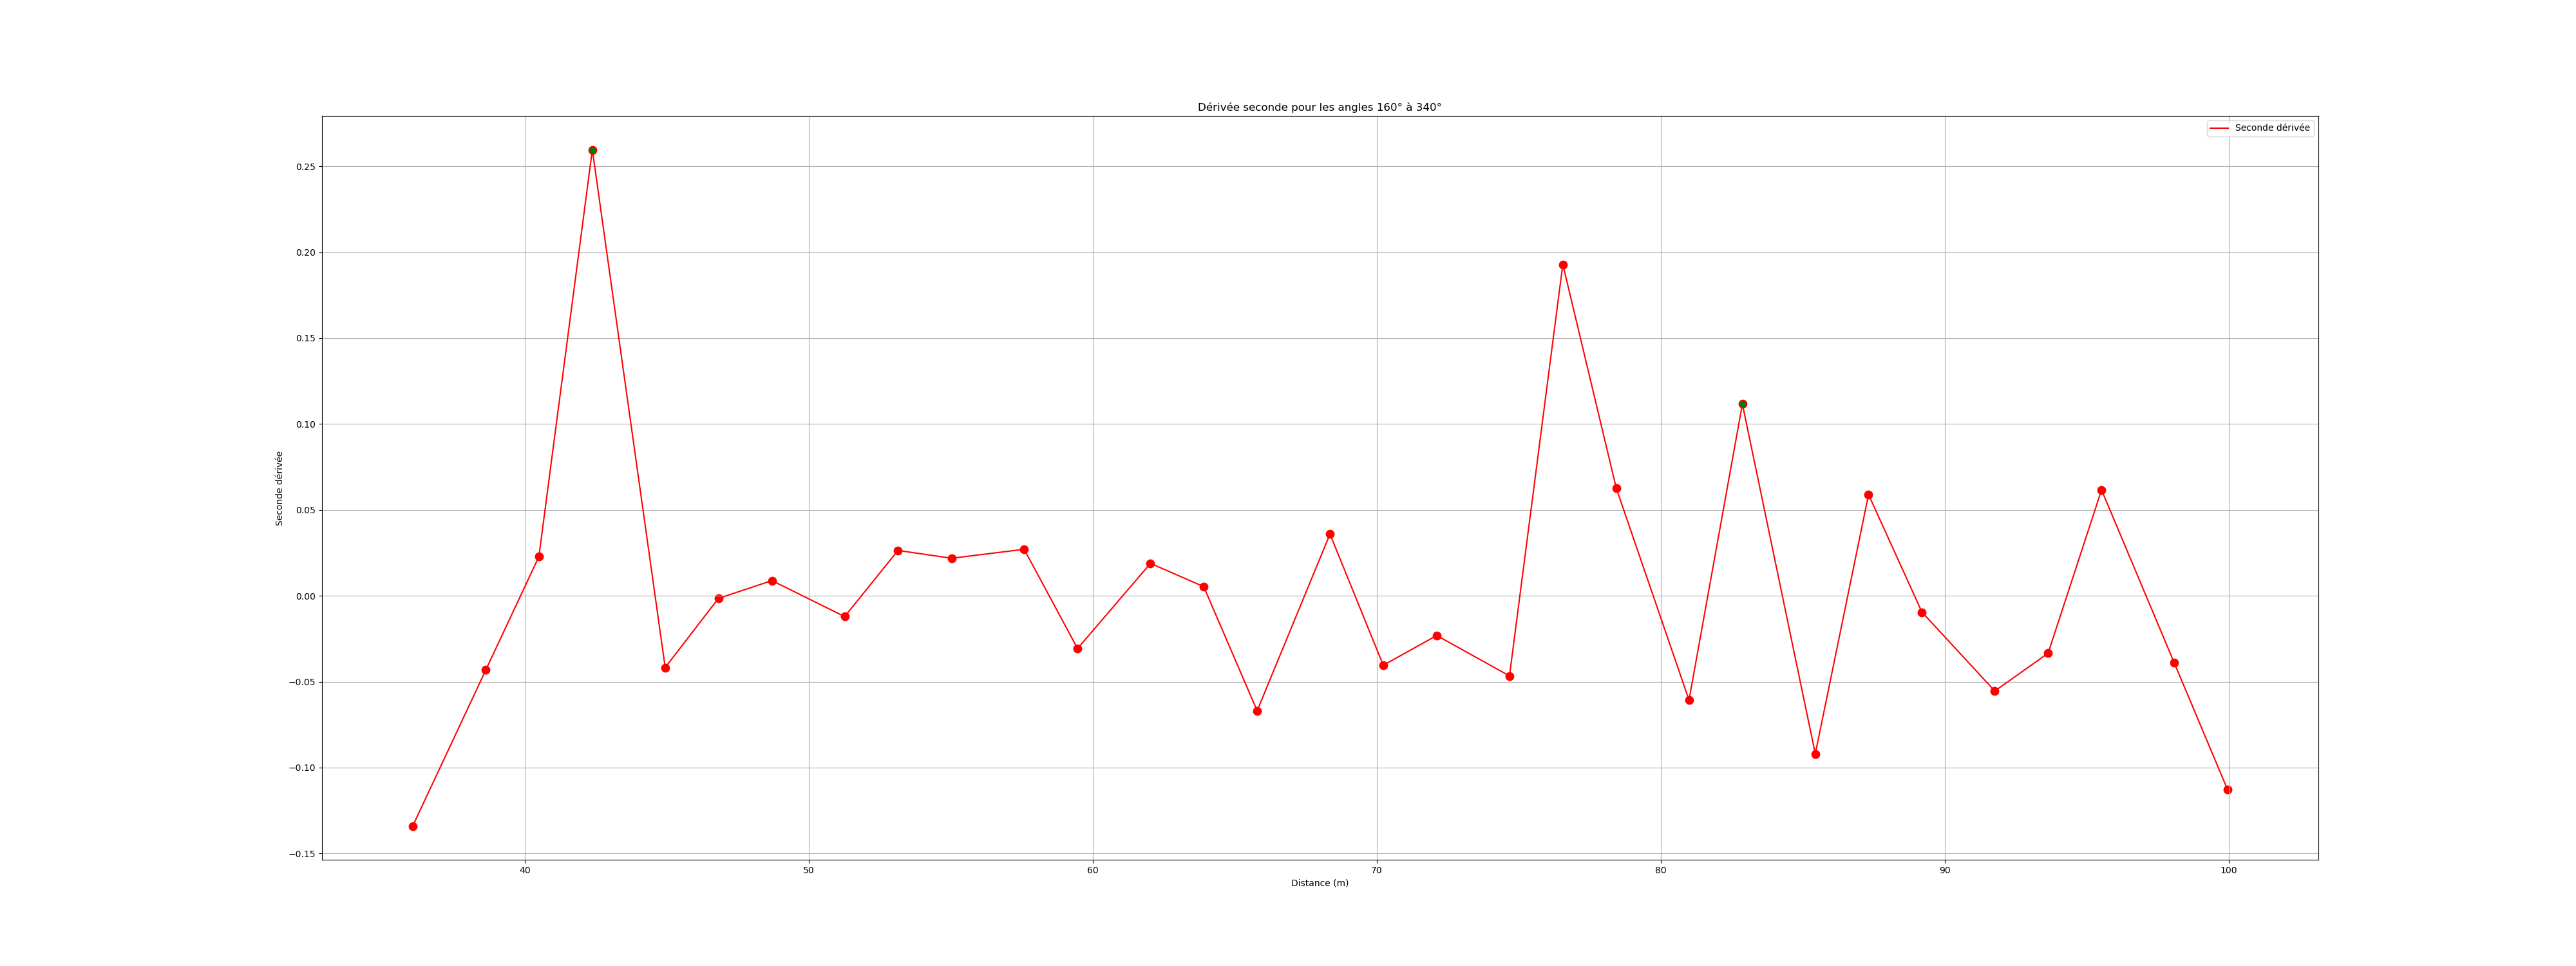 Dérivée seconde pour les angles 160° à 340°
Seconde dérivée
0.25
0.20
0.15
0.10
0.05
0.00
−0.05
−0.10
−0.15
Seconde dérivée
40 50 60 70 80 90 100
Distance (m)